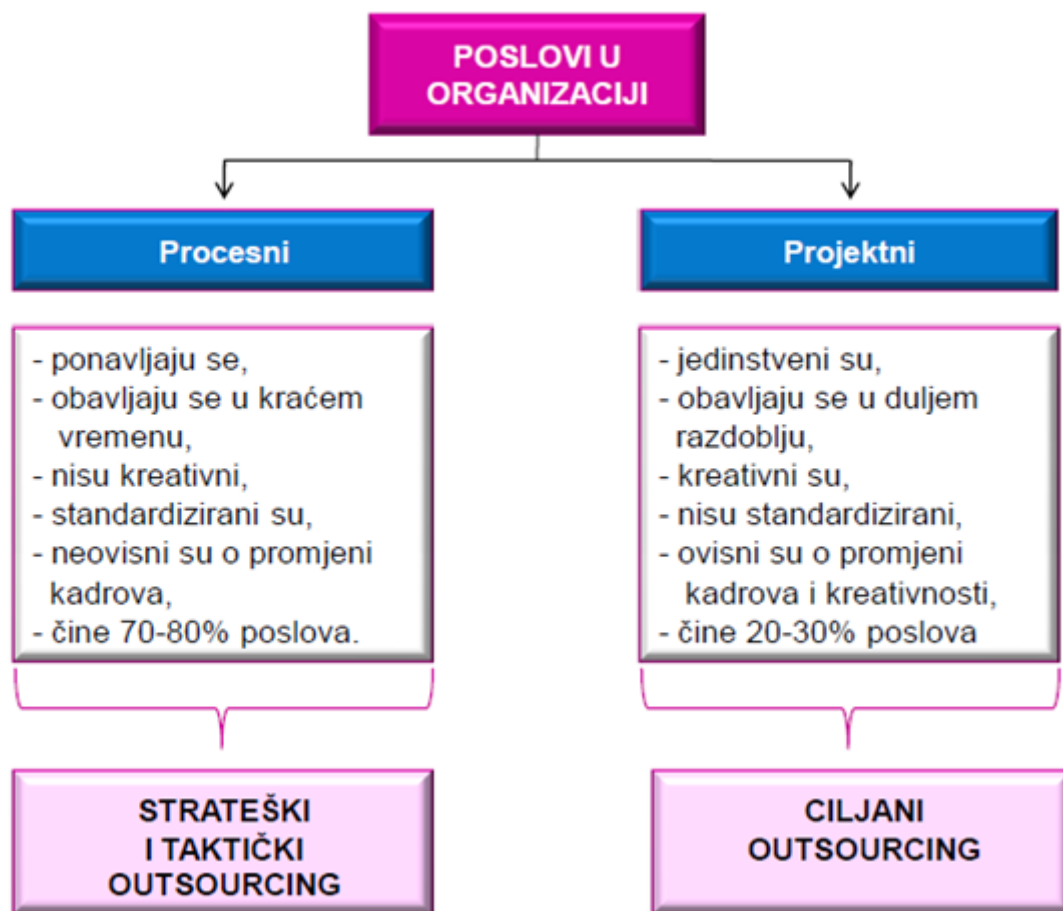 POSLOVI U
ORGANIZACIJI
Procesni
- ponavljaju se,
- obavljaju se u kraćem
vremenu,
- nisu kreativni,
- standardizirani su,
- neovisni su o promjeni
kadrova,
- čine 70-80% poslova.
STRATEŠKI
I TAKTIČKI
OUTSOURCING
Projektni
- jedinstveni su,
- obavljaju se u duljem
razdoblju,
- kreativni su,
- nisu standardizirani,
- ovisni su o promjeni
kadrova i kreativnosti,
- čine 20-30% poslova
CILJANI
OUTSOURCING